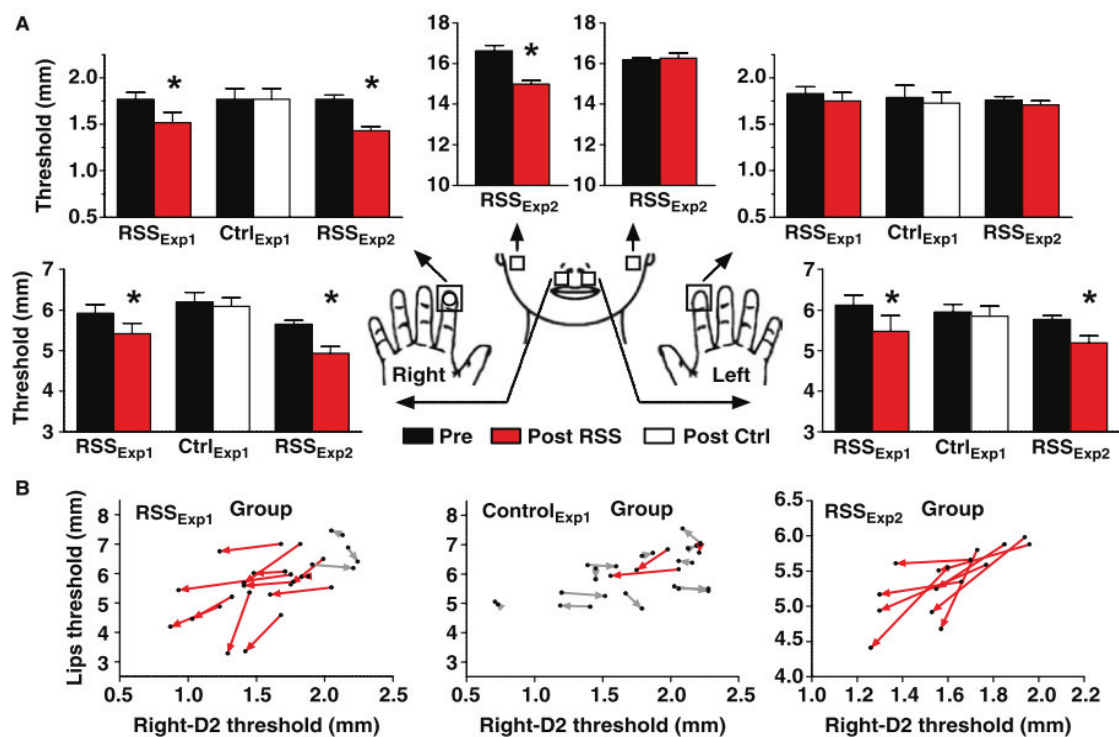 A
Threshold (mm)
2.0
1.5
1.0
0.5
RSSExp1 CtrlExp1 RSSExp2
* *
18
16
14
12
10
RSSExp2
*
18
16
14
12
10
RSSExp2
2.0
1.5
1.0
0.5
RSSExp1 CtrlExp1 RSSExp2
Threshold (mm)
7
6
5
4
3
RSSExp1 CtrlExp1 RSSExp2
* *
Right
Left
Pre Post RSS Post Ctrl
7
6
5
4
3
RSSExp1 CtrlExp1 RSSExp2
* *
B
Lips threshold (mm)
RSSExp1 Group
8
7
6
5
4
3
0.5 1.0 1.5 2.0 2.5
Right-D2 threshold (mm)
ControlExp1 Group
8
7
6
5
4
3
0.5 1.0 1.5 2.0 2.5
Right-D2 threshold (mm)
RSSExp2 Group
6.5
6.0
5.5
5.0
4.5
4.0
1.0 1.2 1.4 1.6 1.8 2.0 2.2
Right-D2 threshold (mm)